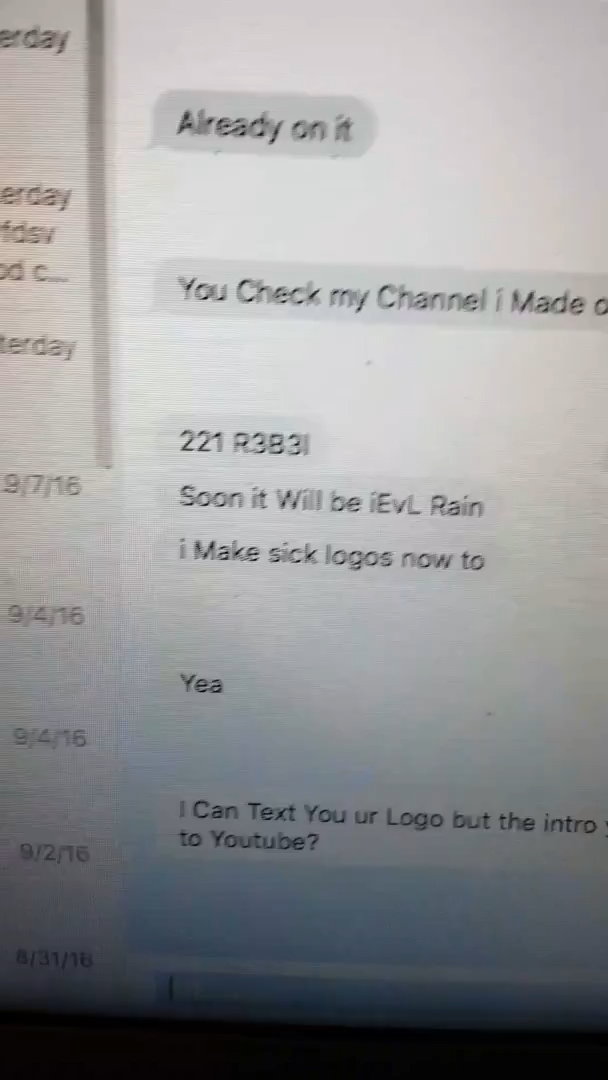 erday
Already on it
erday
fdsv
od c...
You Check my Channel i Made
terday
221 R3B3l
9/7/16
Soon it Will be iEvL Rain
i Make sick logos now to
9/4/16
Yea
9/4/16
I Can Text You ur Logo but the intro
to Youtube?
9/2/16
8/31/16